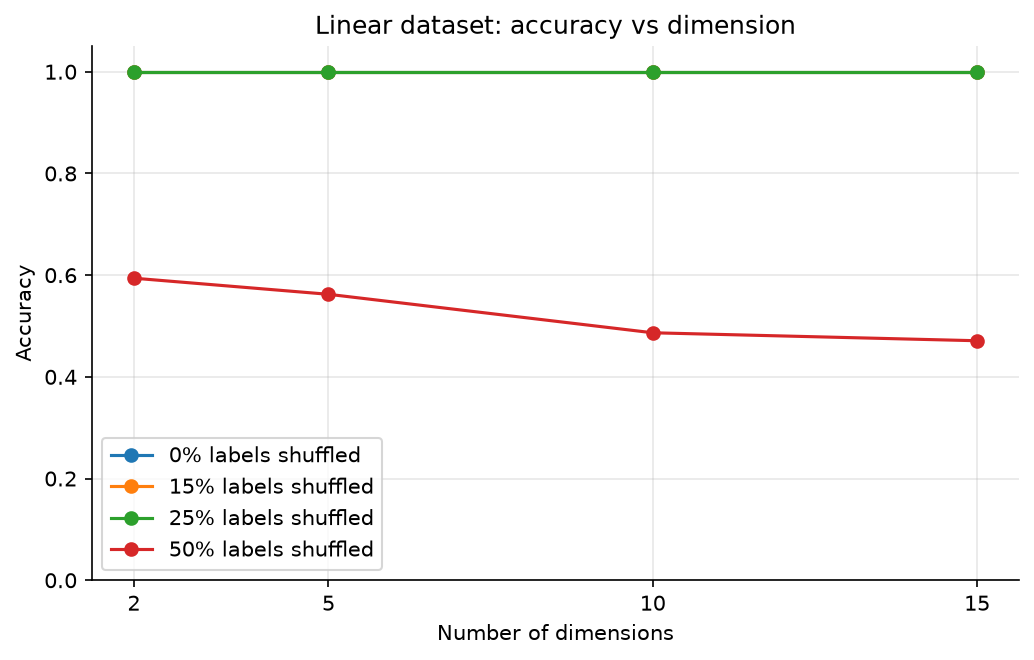 Linear dataset: accuracy vs dimension
Accuracy
1.0
0.8
0.6
0.4
0.2
0.0
0% labels shuffled
15% labels shuffled
25% labels shuffled
50% labels shuffled
2 5 10 15
Number of dimensions